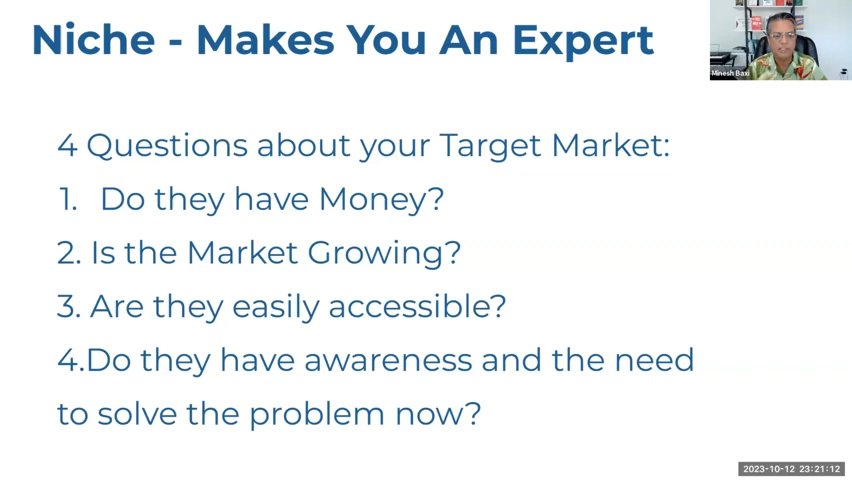 Niche - Makes You An Expert
Minesh Baxi
4 Questions about your Target Market:
1. Do they have Money?
2. Is the Market Growing?
3. Are they easily accessible?
4.Do they have awareness and the need
to solve the problem now?
2023-10-12 23:21:12